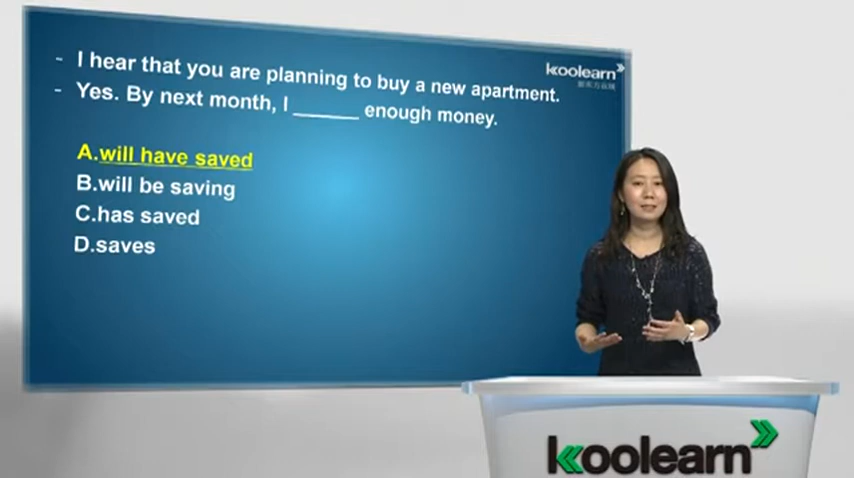 - I hear that you are planning to buy a new apartment.
- Yes. By next month, I ______ enough money.
A.will have saved
B.will be saving
C.has saved
D.saves
koolearn
koolearn